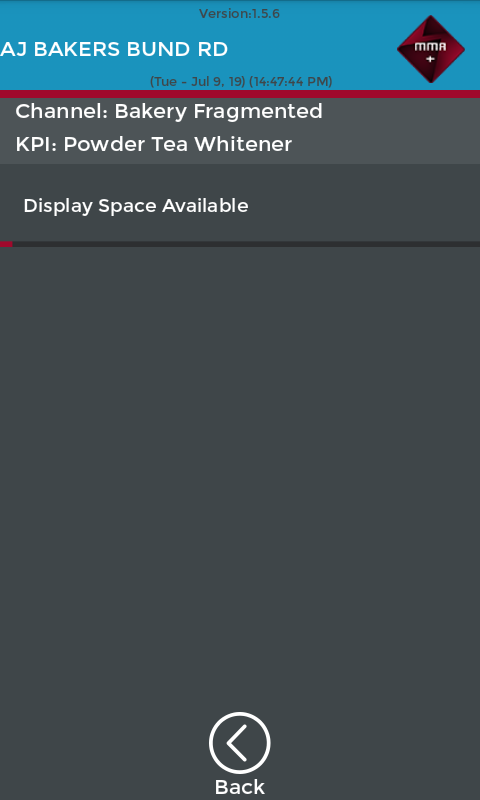 Version:1.5.6
AJ BAKERS BUND RD
MMA
+
(Tue - Jul 9, 19) (14:47:44 PM)
Channel: Bakery Fragmented
KPI: Powder Tea Whitener
Display Space Available
Back